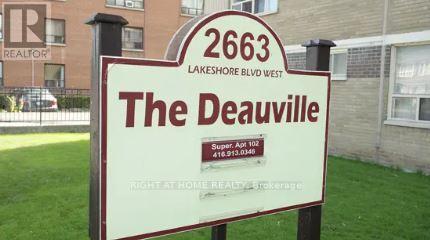 2663
LAKESHORE BLVD WEST
The Deauville
Super. Apt 102
416.913.0346
RIGHT AT HOME REALTY, Brokerage
REALTOR®